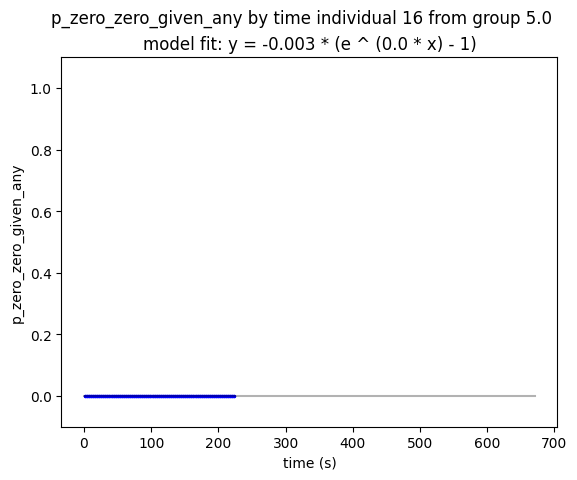 p_zero_zero_given_any by time individual 16 from group 5.0
model fit: y = -0.003 * (e ^ (0.0 * x) - 1)
1.0
0.8
0.6
0.4
0.2
0.0
p_zero_zero_given_any
0 100 200 300 400 500 600 700
time (s)